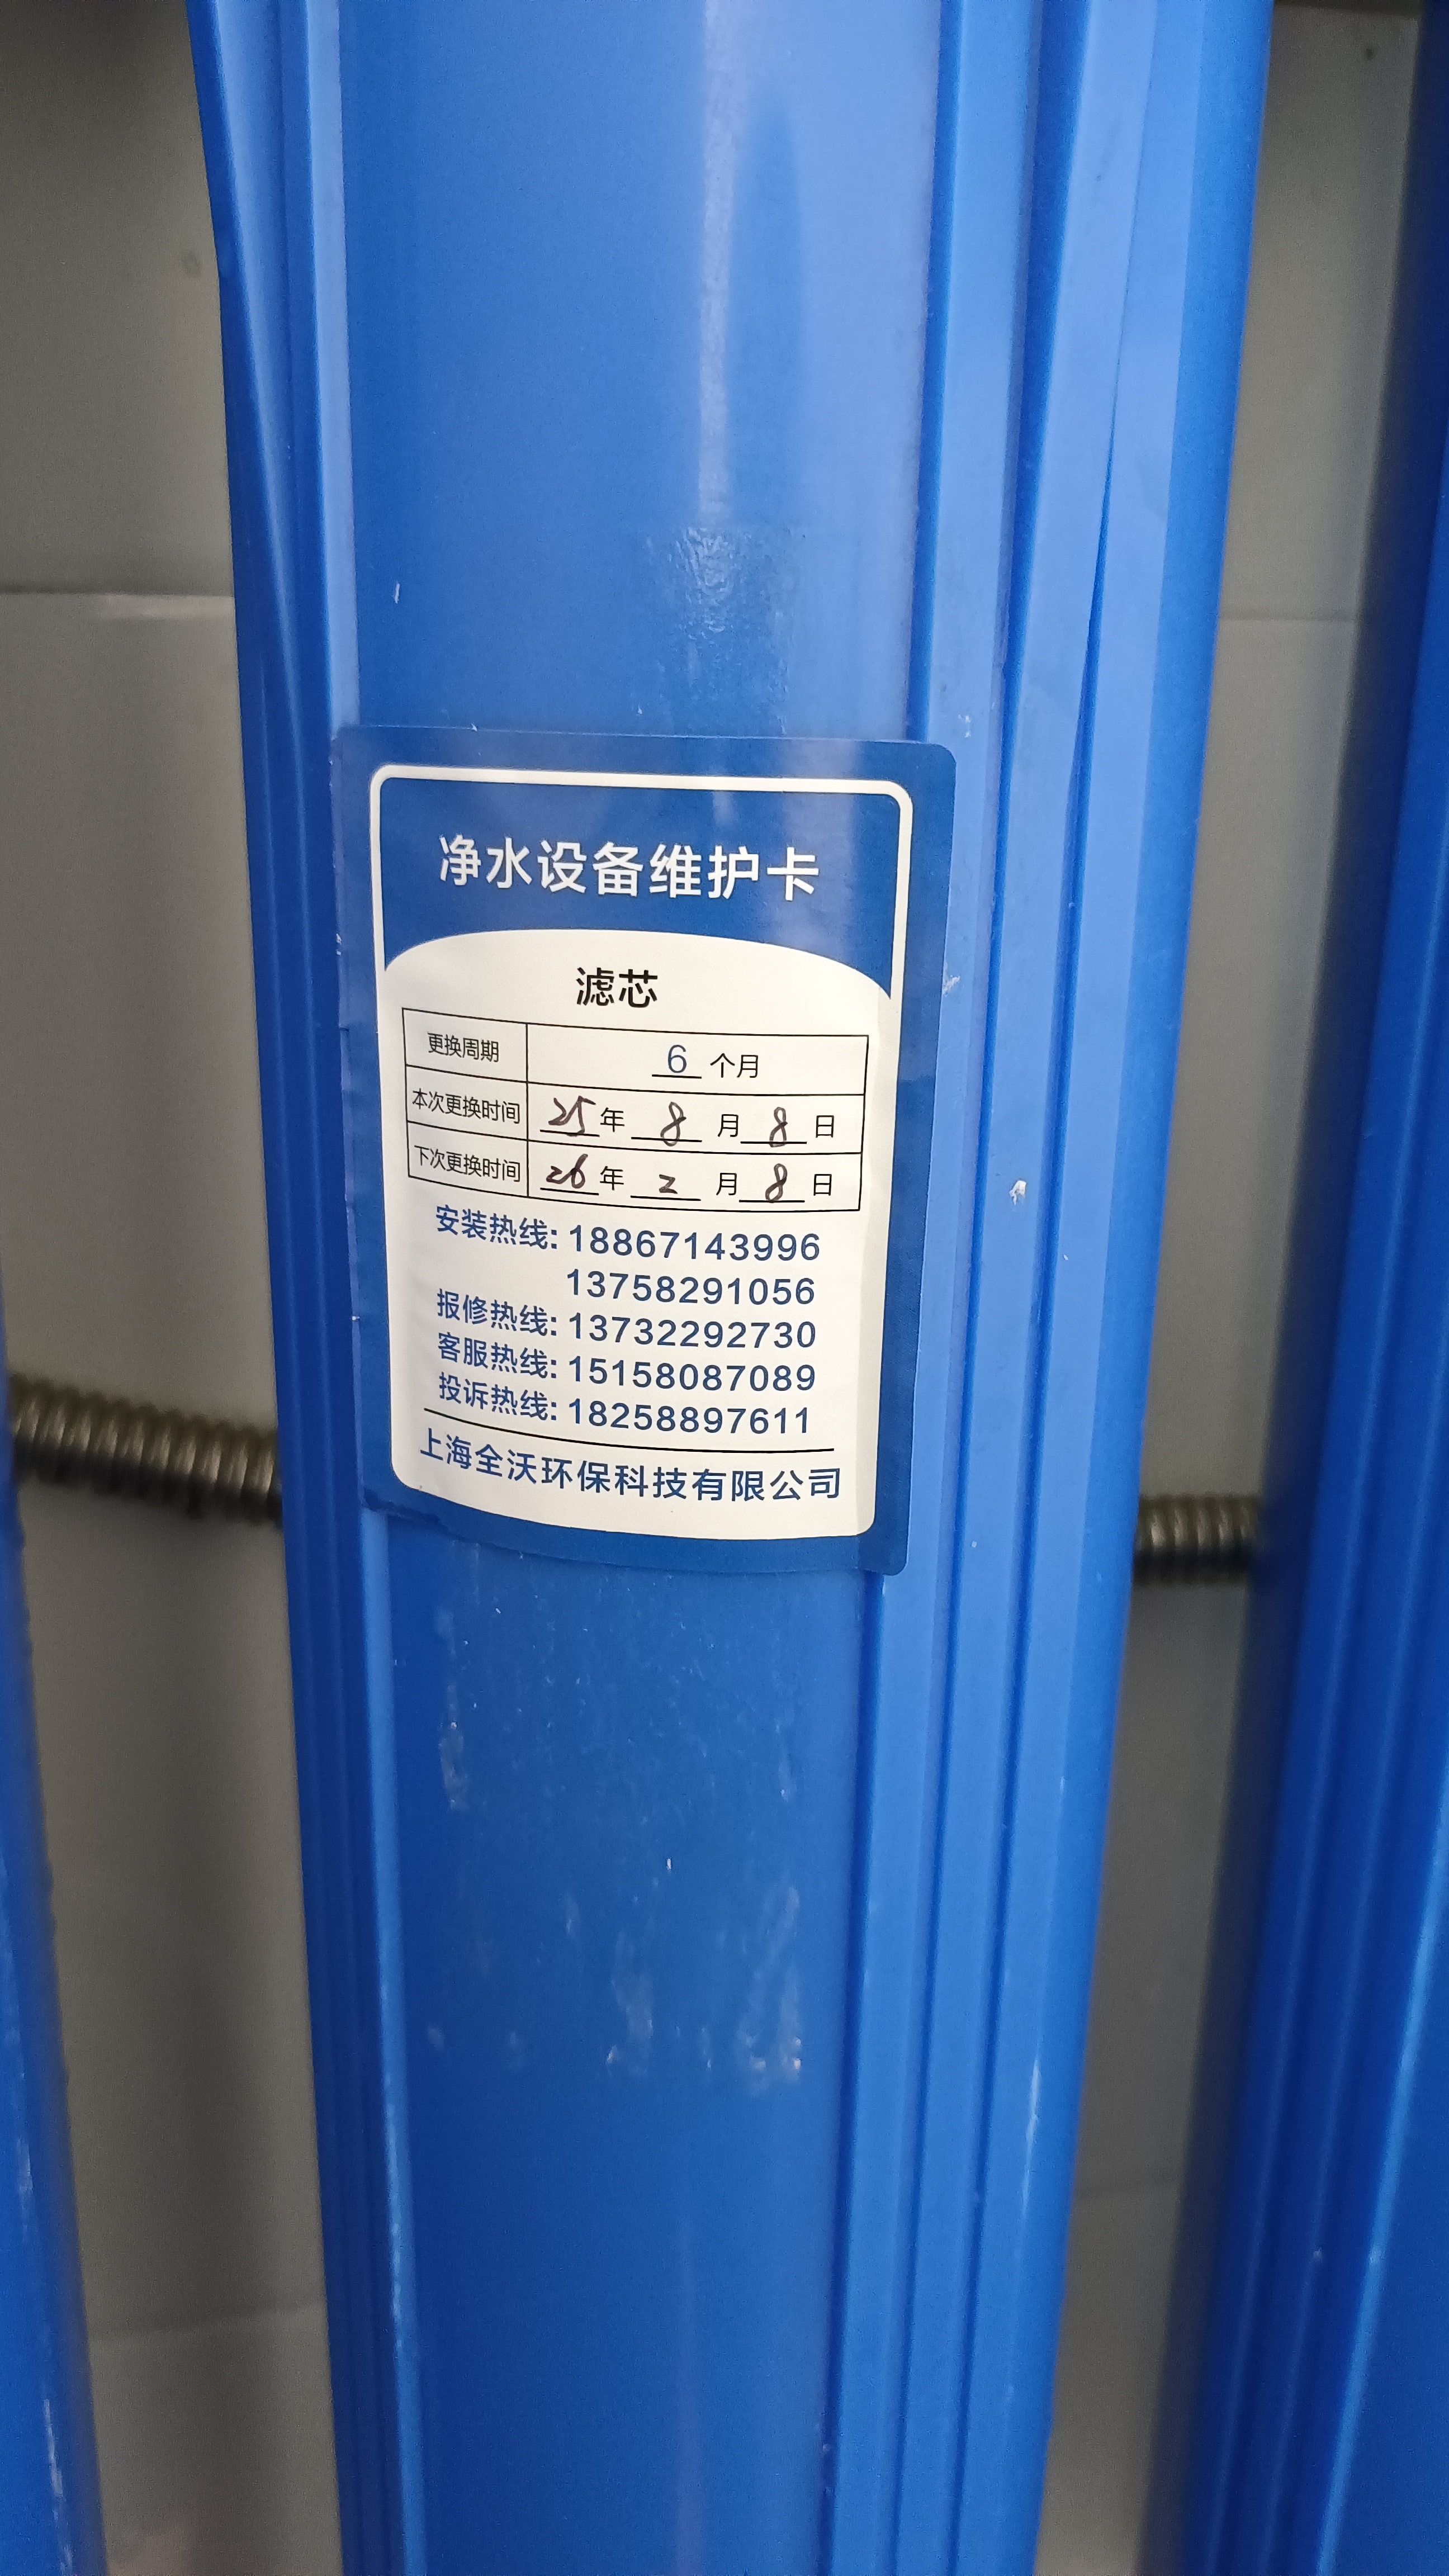 净水设备维护卡
滤芯
更换周期 6 个月
本次更换时间 25 年 8 月 8 日
下次更换时间 26 年 2 月 8 日
安装热线: 18867143996
13758291056
报修热线: 13732292730
客服热线: 15158087089
投诉热线: 18258897611
上海全沃环保科技有限公司